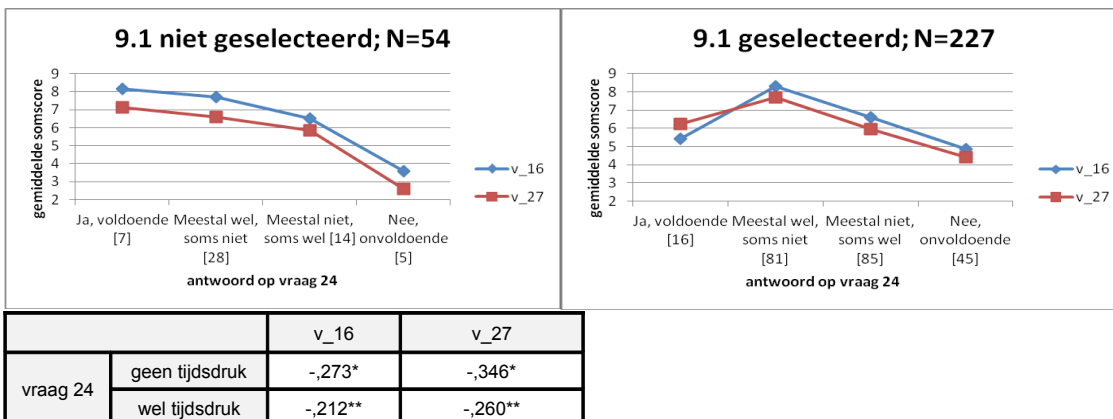 9.1 niet geselecteerd; N=54
gemiddelde somscore
9
8
7
6
5
4
3
2
v_16
v_27
Ja, voldoende [7]
Meestal wel, soms niet [28]
Meestal niet, soms wel [14]
Nee, onvoldoende [5]
antwoord op vraag 24
9.1 geselecteerd; N=227
gemiddelde somscore
9
8
7
6
5
4
3
2
v_16
v_27
Ja, voldoende [16]
Meestal wel, soms niet [81]
Meestal niet, soms wel [85]
Nee, onvoldoende [45]
antwoord op vraag 24
v_16 v_27
vraag 24 geen tijdsdruk -,273* -,346*
wel tijdsdruk -,212** -,260**